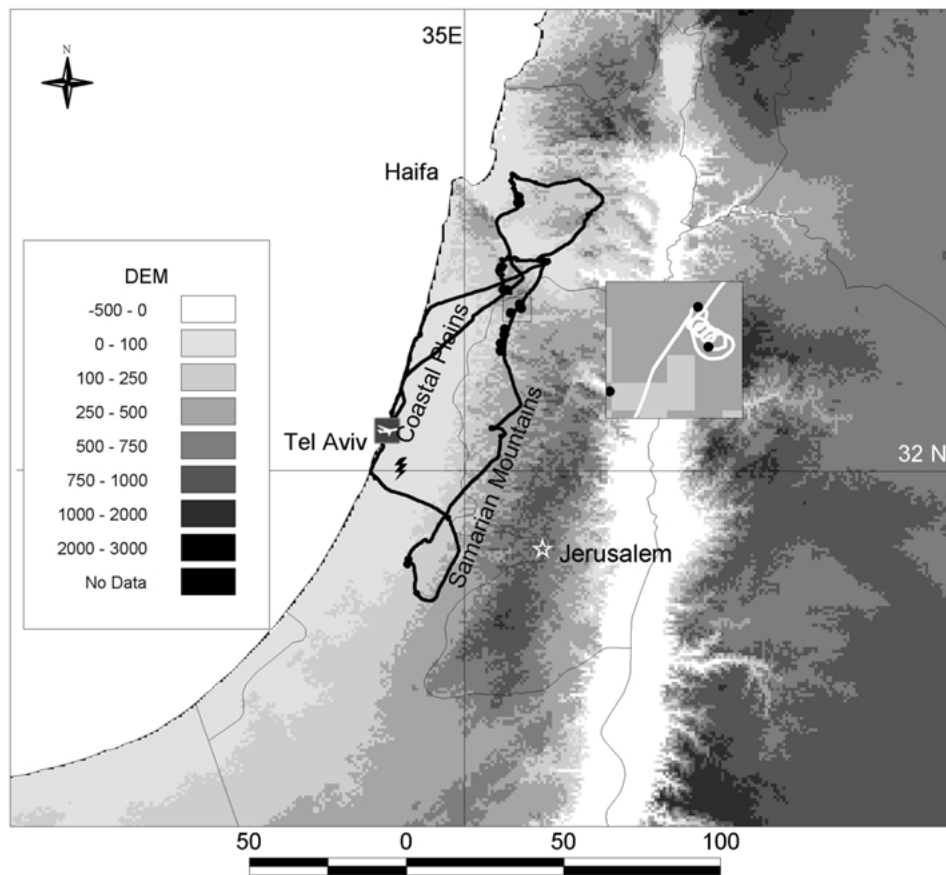 35E
N
Haifa
DEM
-500 - 0
0 - 100
100 - 250
250 - 500
500 - 750
750 - 1000
1000 - 2000
2000 - 3000
No Data
Coastal Plains
Tel Aviv
32 N
Samarian Mountains
Jerusalem
50 0 50 100